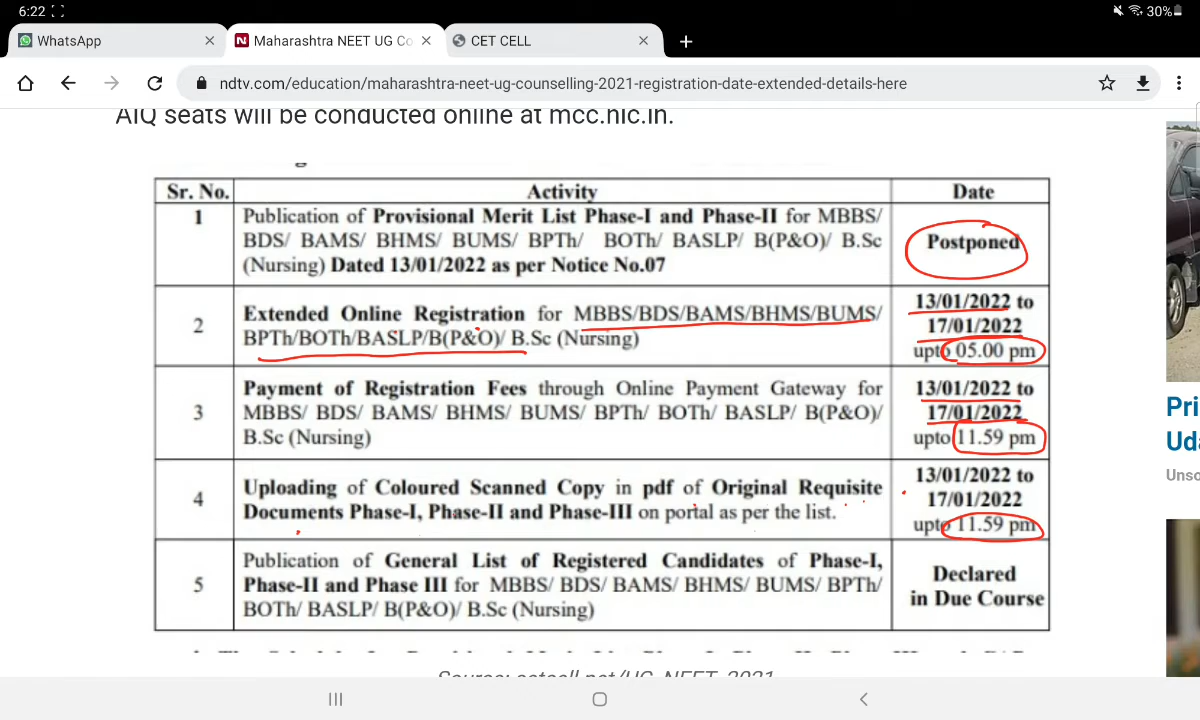 6:22
30%
WhatsApp
Maharashtra NEET UG Co
CET CELL
ndtv.com/education/maharashtra-neet-ug-counselling-2021-registration-date-extended-details-here
AIQ seats will be conducted online at mcc.nic.in.
Sr. No. Activity Date
1 Publication of Provisional Merit List Phase-I and Phase-II for MBBS/
BDS/ BAMS/ BHMS/ BUMS/ BPTh/ BOTh/ BASLP/ B(P&O)/ B.Sc
(Nursing) Dated 13/01/2022 as per Notice No.07
Postponed
2 Extended Online Registration for MBBS/BDS/BAMS/BHMS/BUMS/
BPTh/BOTh/BASLP/B(P&O)/ B.Sc (Nursing)
13/01/2022 to
17/01/2022
upto 05.00 pm
3 Payment of Registration Fees through Online Payment Gateway for
MBBS/ BDS/ BAMS/ BHMS/ BUMS/ BPTh/ BOTh/ BASLP/ B(P&O)/
B.Sc (Nursing)
13/01/2022 to
17/01/2022
upto 11.59 pm
4 Uploading of Coloured Scanned Copy in pdf of Original Requisite
Documents Phase-I, Phase-II and Phase-III on portal as per the list.
13/01/2022 to
17/01/2022
upto 11.59 pm
5 Publication of General List of Registered Candidates of Phase-I,
Phase-II and Phase III for MBBS/ BDS/ BAMS/ BHMS/ BUMS/ BPTh/
BOTh/ BASLP/ B(P&O)/ B.Sc (Nursing)
Declared
in Due Course
Pri
Uda
Unso